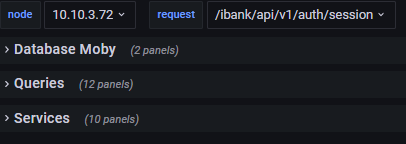 node 10.10.3.72 request /ibank/api/v1/auth/session
Database Moby (2 panels)
Queries (12 panels)
Services (10 panels)